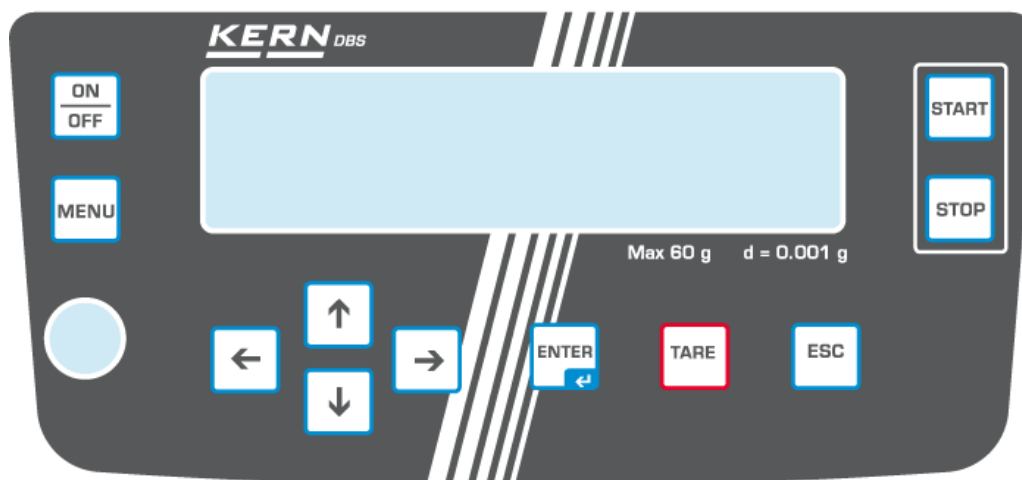 KERN DBS
ON
OFF
START
MENU
STOP
Max 60 g d = 0.001 g
ENTER
TARE
ESC